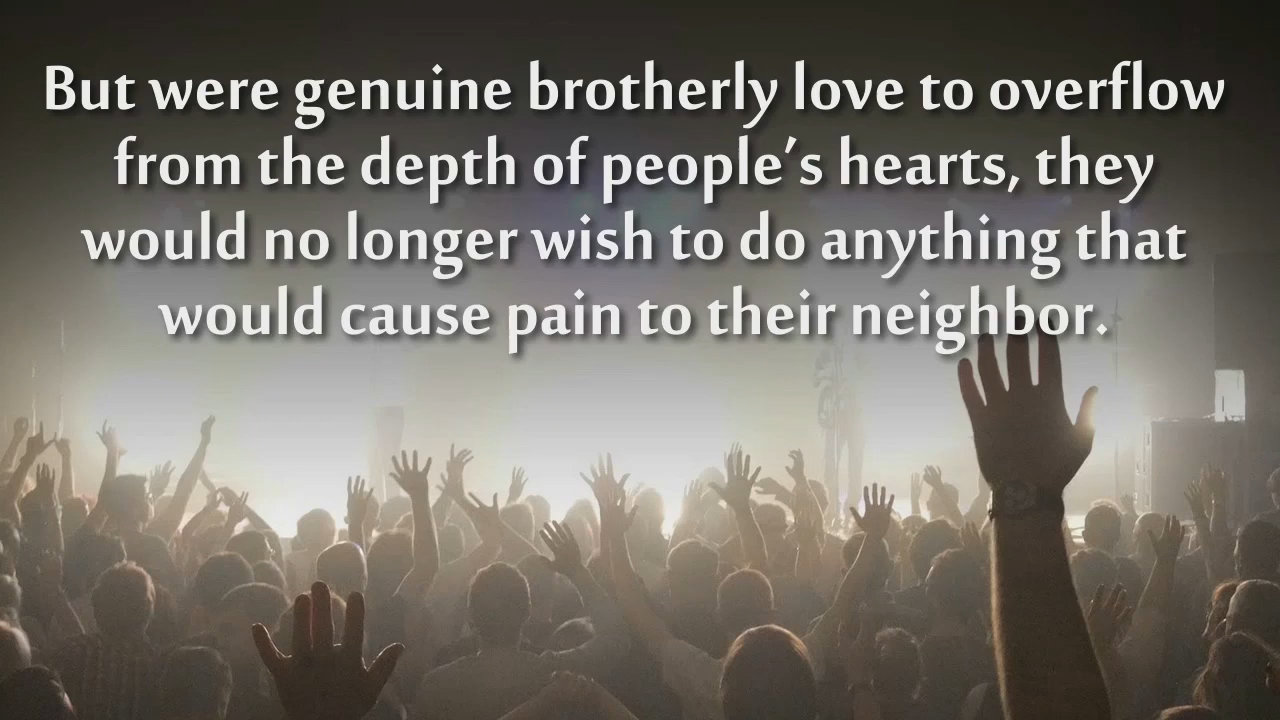 But were genuine brotherly love to overflow
from the depth of people's hearts, they
would no longer wish to do anything that
would cause pain to their neighbor.